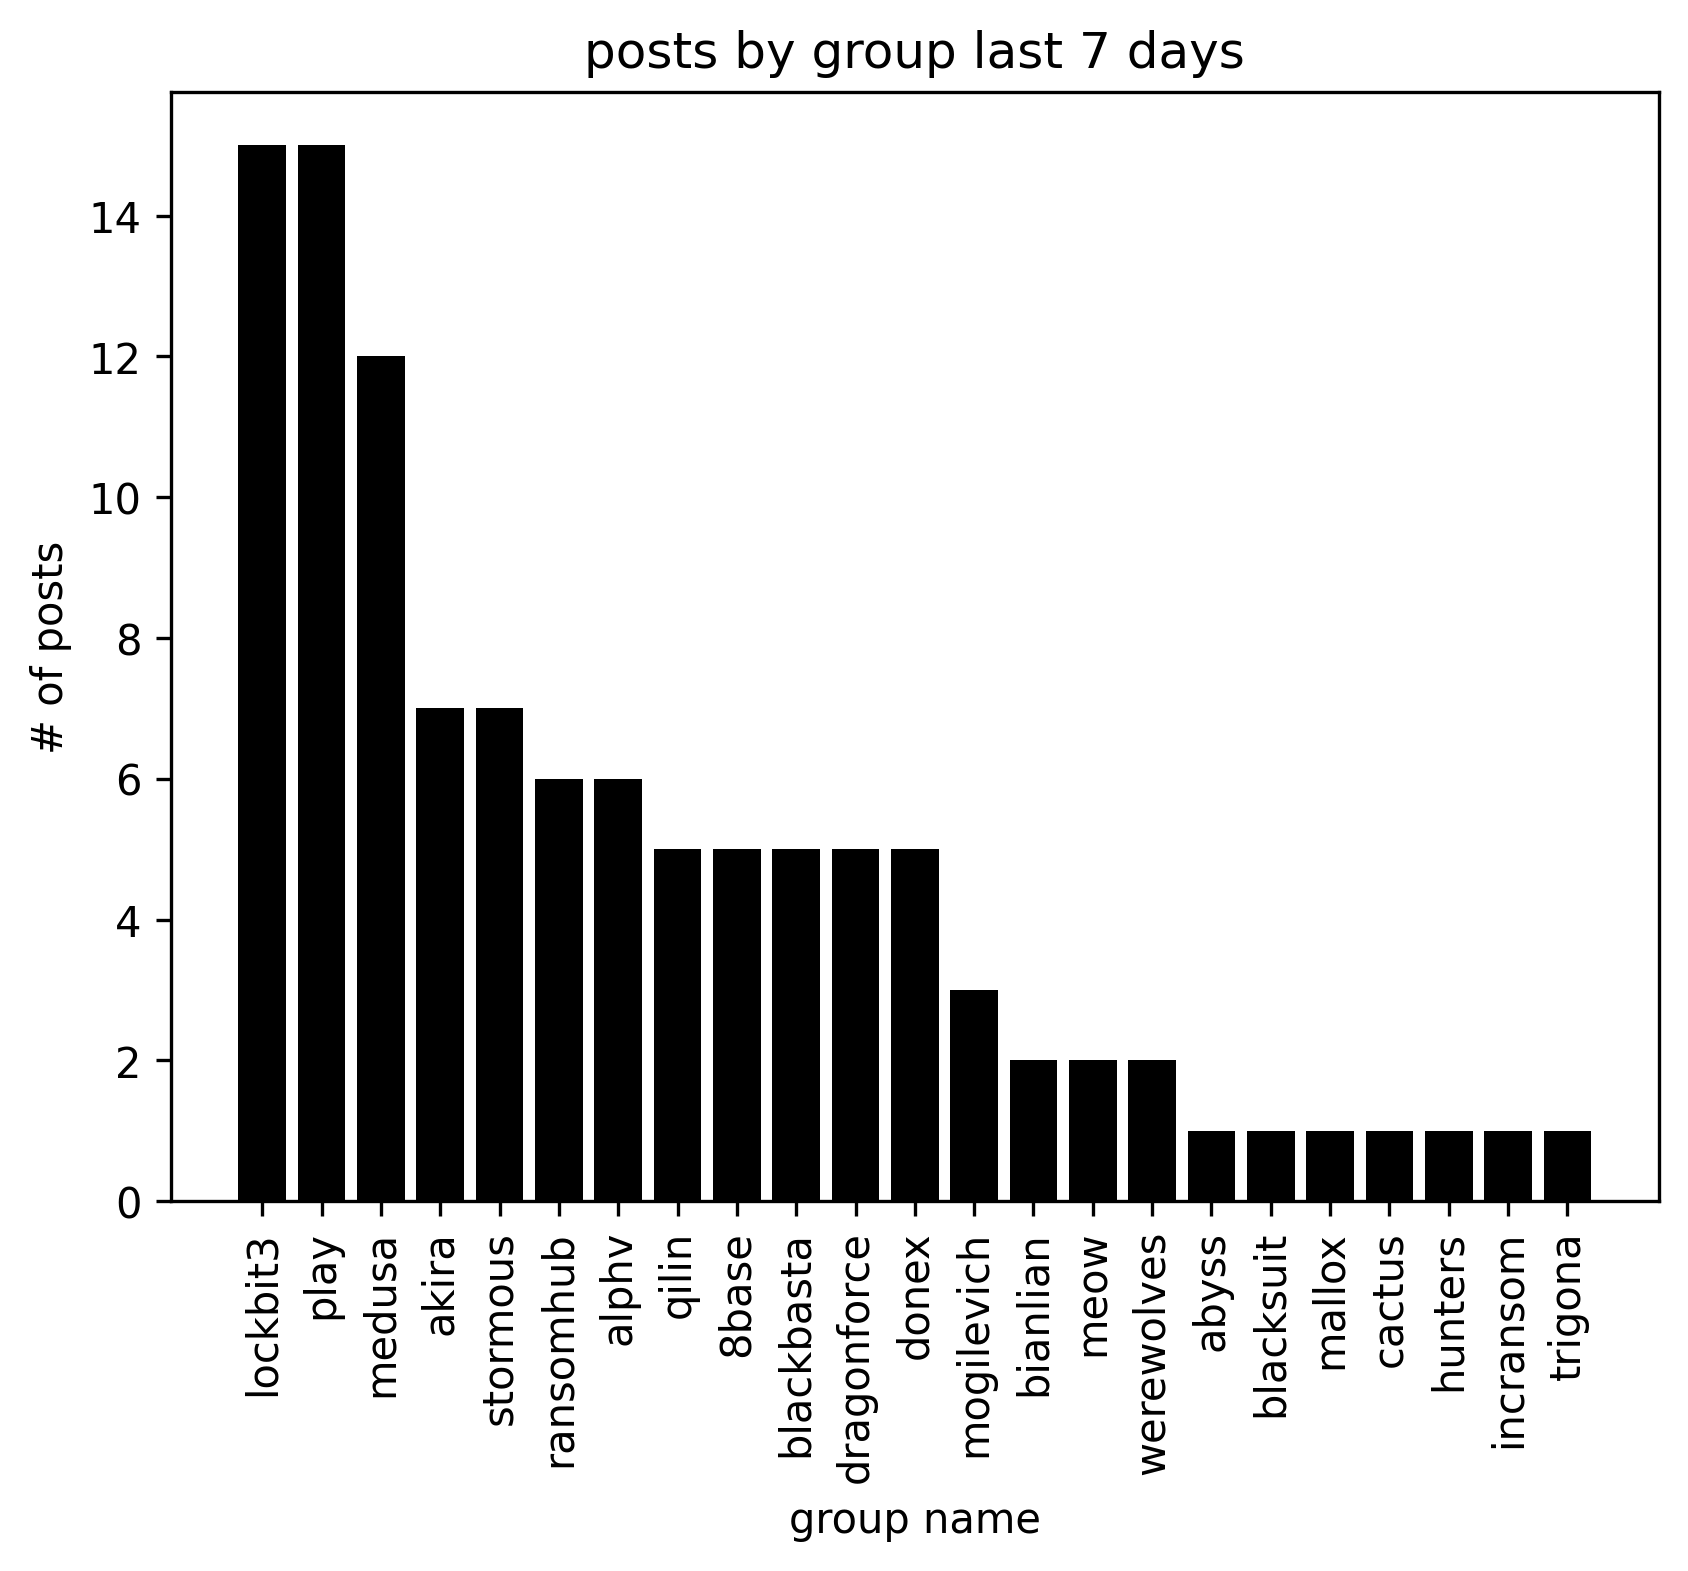 posts by group last 7 days
# of posts
14
12
10
8
6
4
2
0
lockbit3
play
medusa
akira
stormous
ransomhub
alphv
qilin
8base
blackbasta
dragonforce
donex
mogilevich
bianlian
meow
werewolves
abyss
blacksuit
mallox
cactus
hunters
incransom
trigona
group name